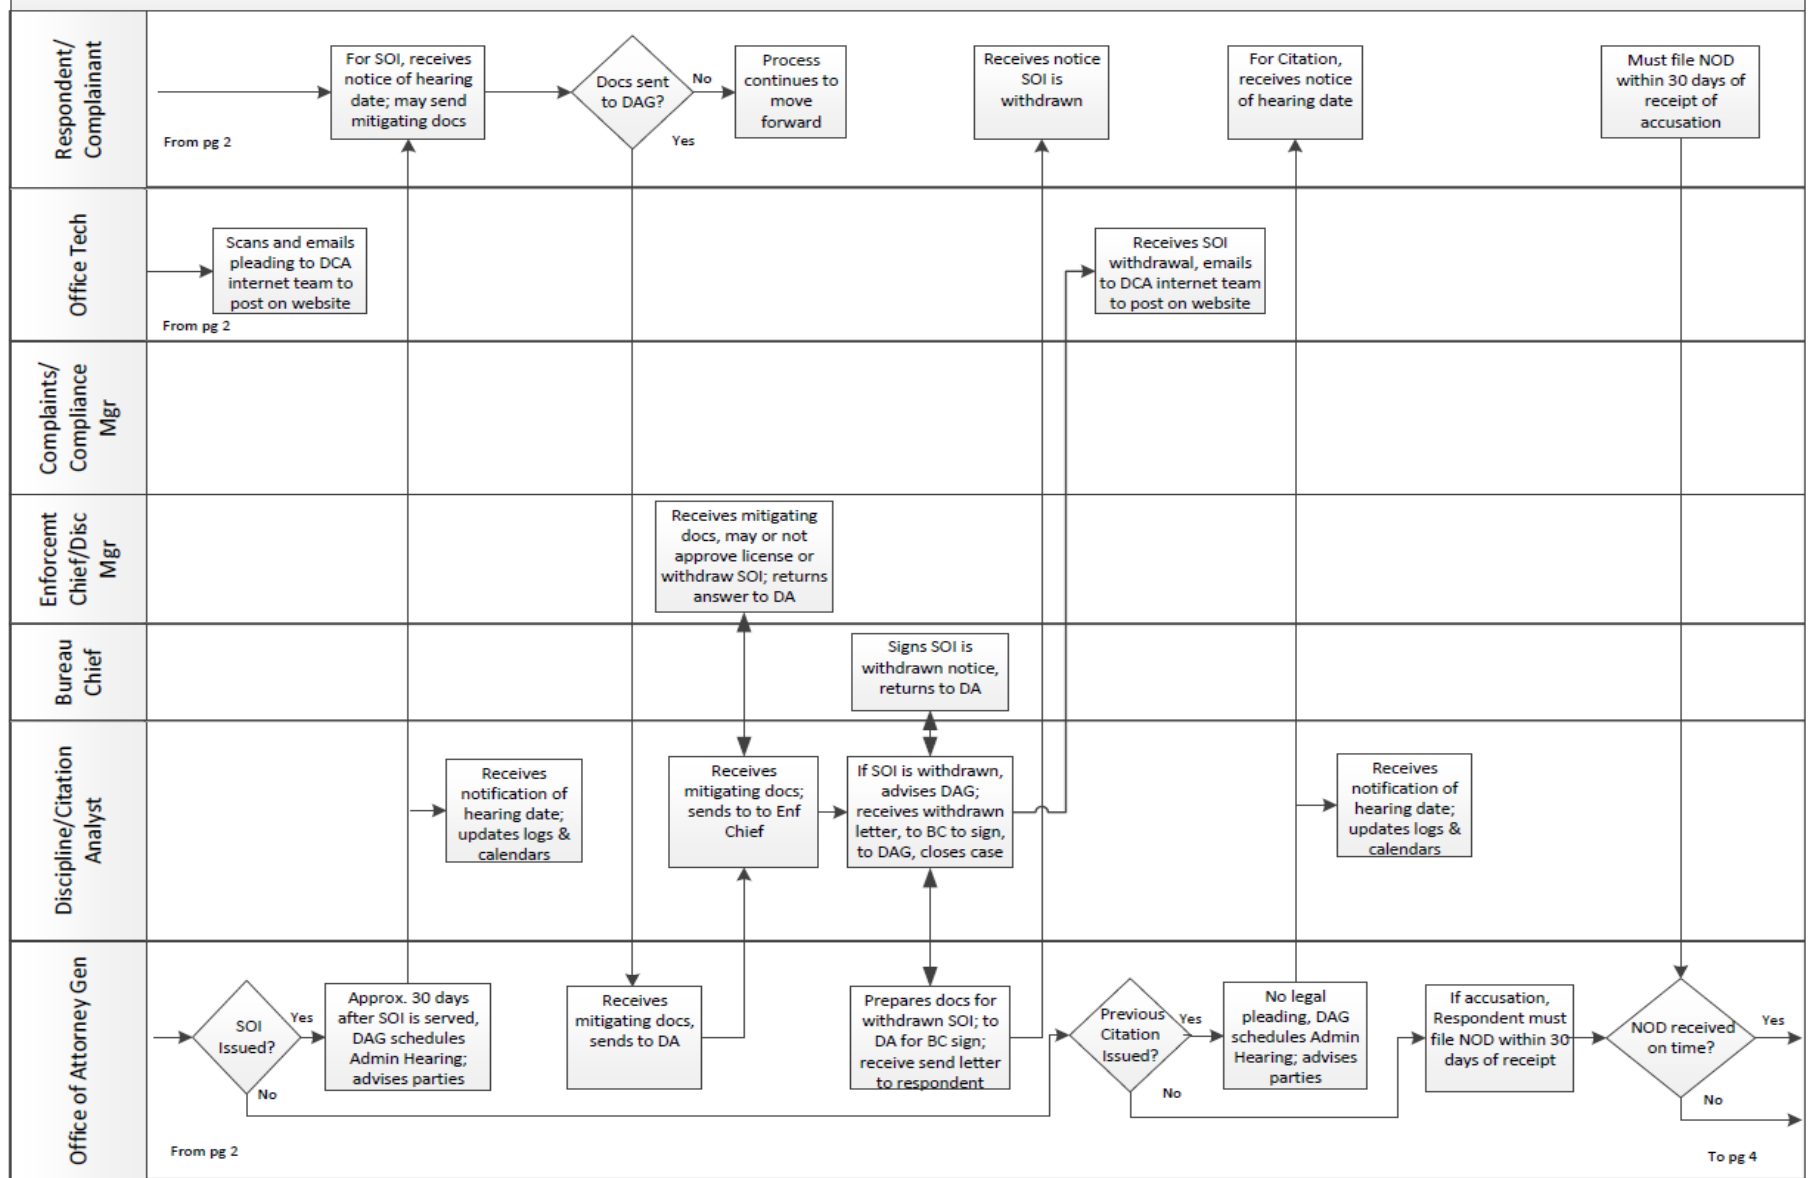 Respondent/
Complainant
For SOI, receives
notice of hearing
date; may send
mitigating docs
Docs sent
to DAG?
No
Yes
Process
continues to
move
forward
Receives notice
SOI is
withdrawn
For Citation,
receives notice
of hearing date
Must file NOD
within 30 days of
receipt of
accusation
From pg 2
Office Tech
Scans and emails
pleading to DCA
internet team to
post on website
Receives SOI
withdrawal, emails
to DCA internet team
to post on website
From pg 2
Complaints/
Compliance
Mgr
Enforcemt
Chief/Disc
Mgr
Receives mitigating
docs, may or not
approve license or
withdraw SOI; returns
answer to DA
Bureau
Chief
Signs SOI is
withdrawn notice,
returns to DA
Discipline/Citation
Analyst
Receives
notification of
hearing date;
updates logs &
calendars
Receives
mitigating docs;
sends to to Enf
Chief
If SOI is withdrawn,
advises DAG;
receives withdrawn
letter, to BC to sign,
to DAG, closes case
Receives
notification of
hearing date;
updates logs &
calendars
Office of Attorney Gen
SOI
Issued?
Yes
No
Approx. 30 days
after SOI is served,
DAG schedules
Admin Hearing;
advises parties
Receives
mitigating docs,
sends to DA
Prepares docs for
withdrawn SOI; to
DA for BC sign;
receive send letter
to respondent
Previous
Citation
Issued?
Yes
No
No legal
pleading, DAG
schedules Admin
Hearing; advises
parties
If accusation,
Respondent must
file NOD within 30
days of receipt
NOD received
on time?
Yes
No
From pg 2
To pg 4